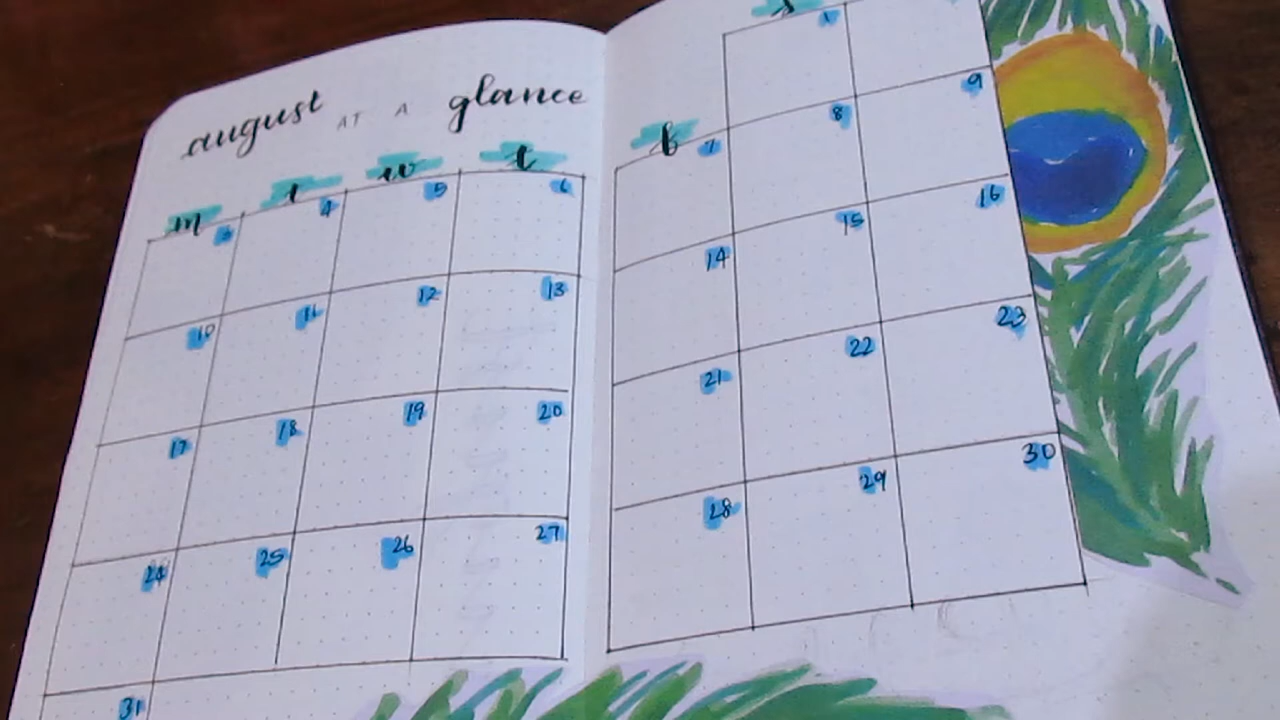 august AT A glance
m t w t f s
1
3 4 5 6 7 8 9
10 11 12 13 14 15 16
17 18 19 20 21 22 23
24 25 26 27 28 29 30
31